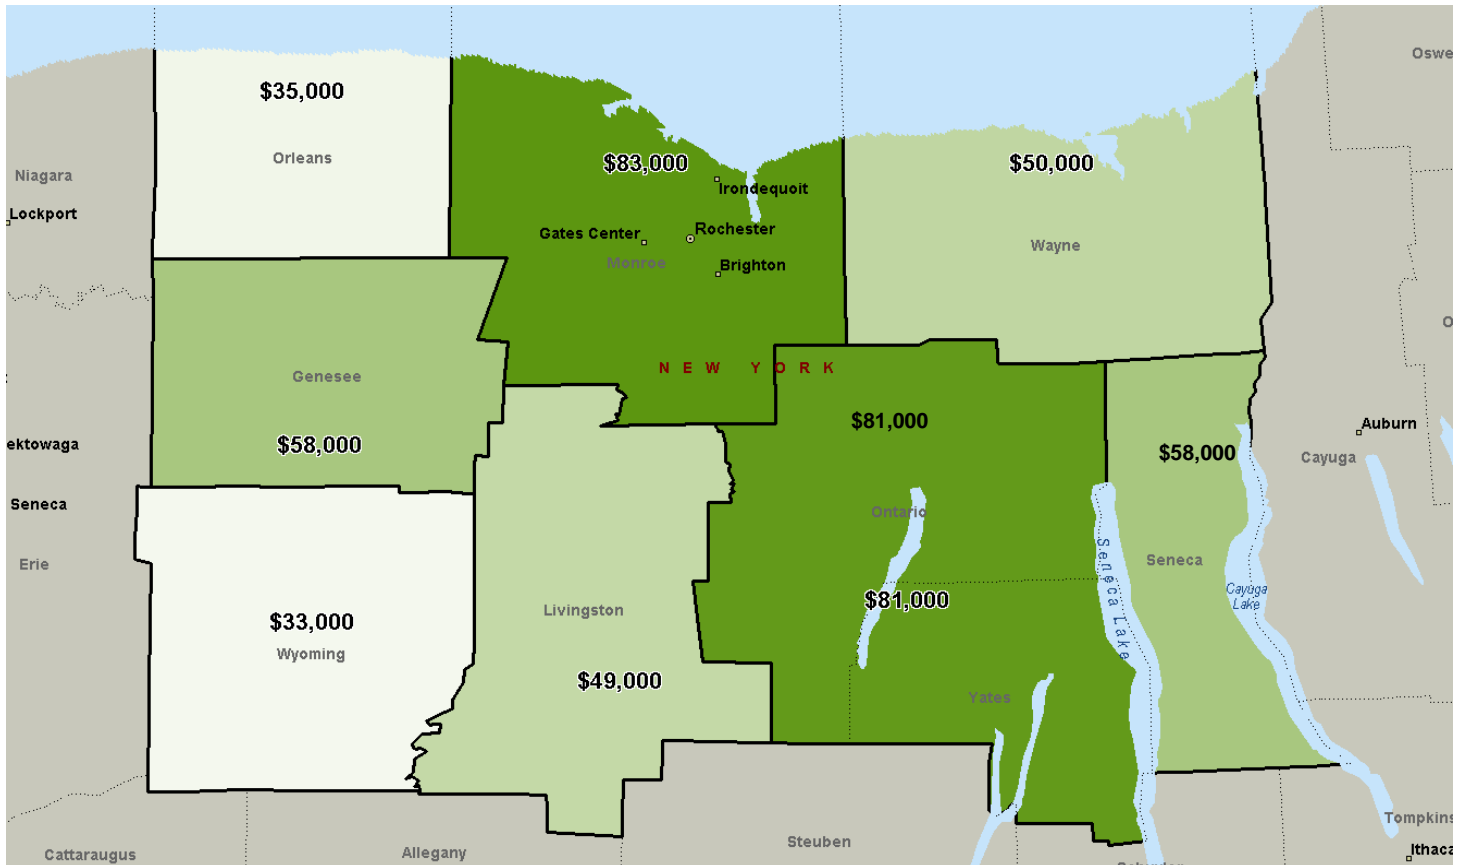 Oswe
$35,000
Orleans
$83,000
$50,000
Niagara
Irondequoit
Lockport
Gates Center
Rochester
Monroe
Brighton
Wayne
O
NEW YORK
Genesee
$81,000
Auburn
ektowaga
$58,000
$58,000
Cayuga
Seneca
Ontario
Erie
Seneca Lake
Seneca
$81,000
Cayuga
Lake
Livingston
$33,000
Wyoming
$49,000
Yates
Tompkins
Steuben
Cattaraugus
Allegany
Ithaca